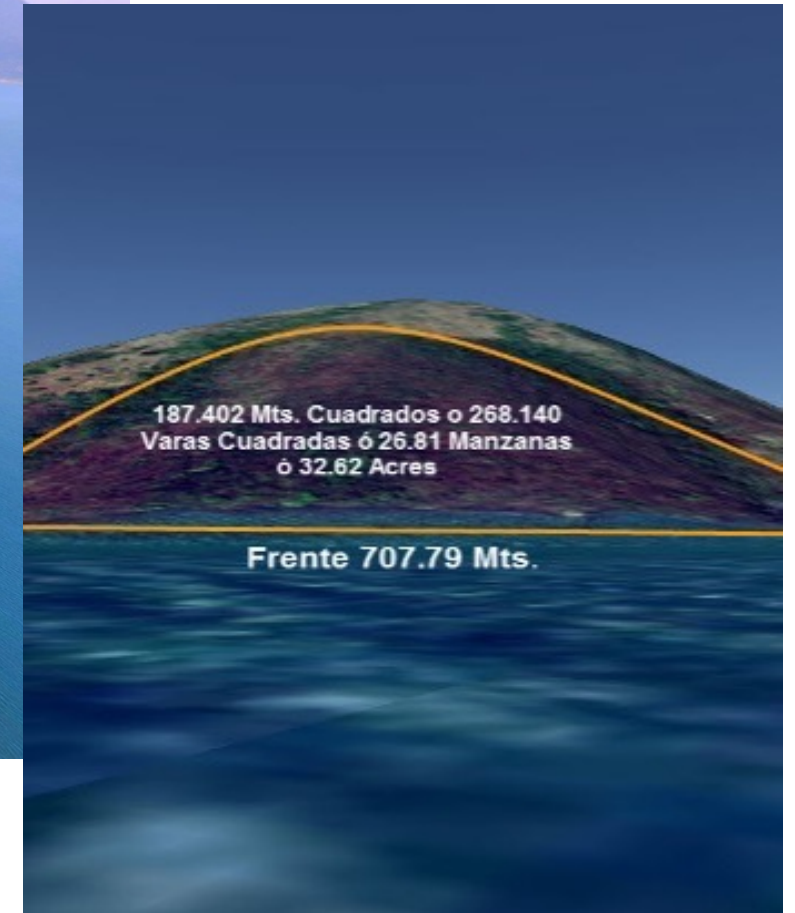 187.402 Mts. Cuadrados o 268.140
Varas Cuadradas ó 26.81 Manzanas
ó 32.62 Acres
Frente 707.79 Mts.